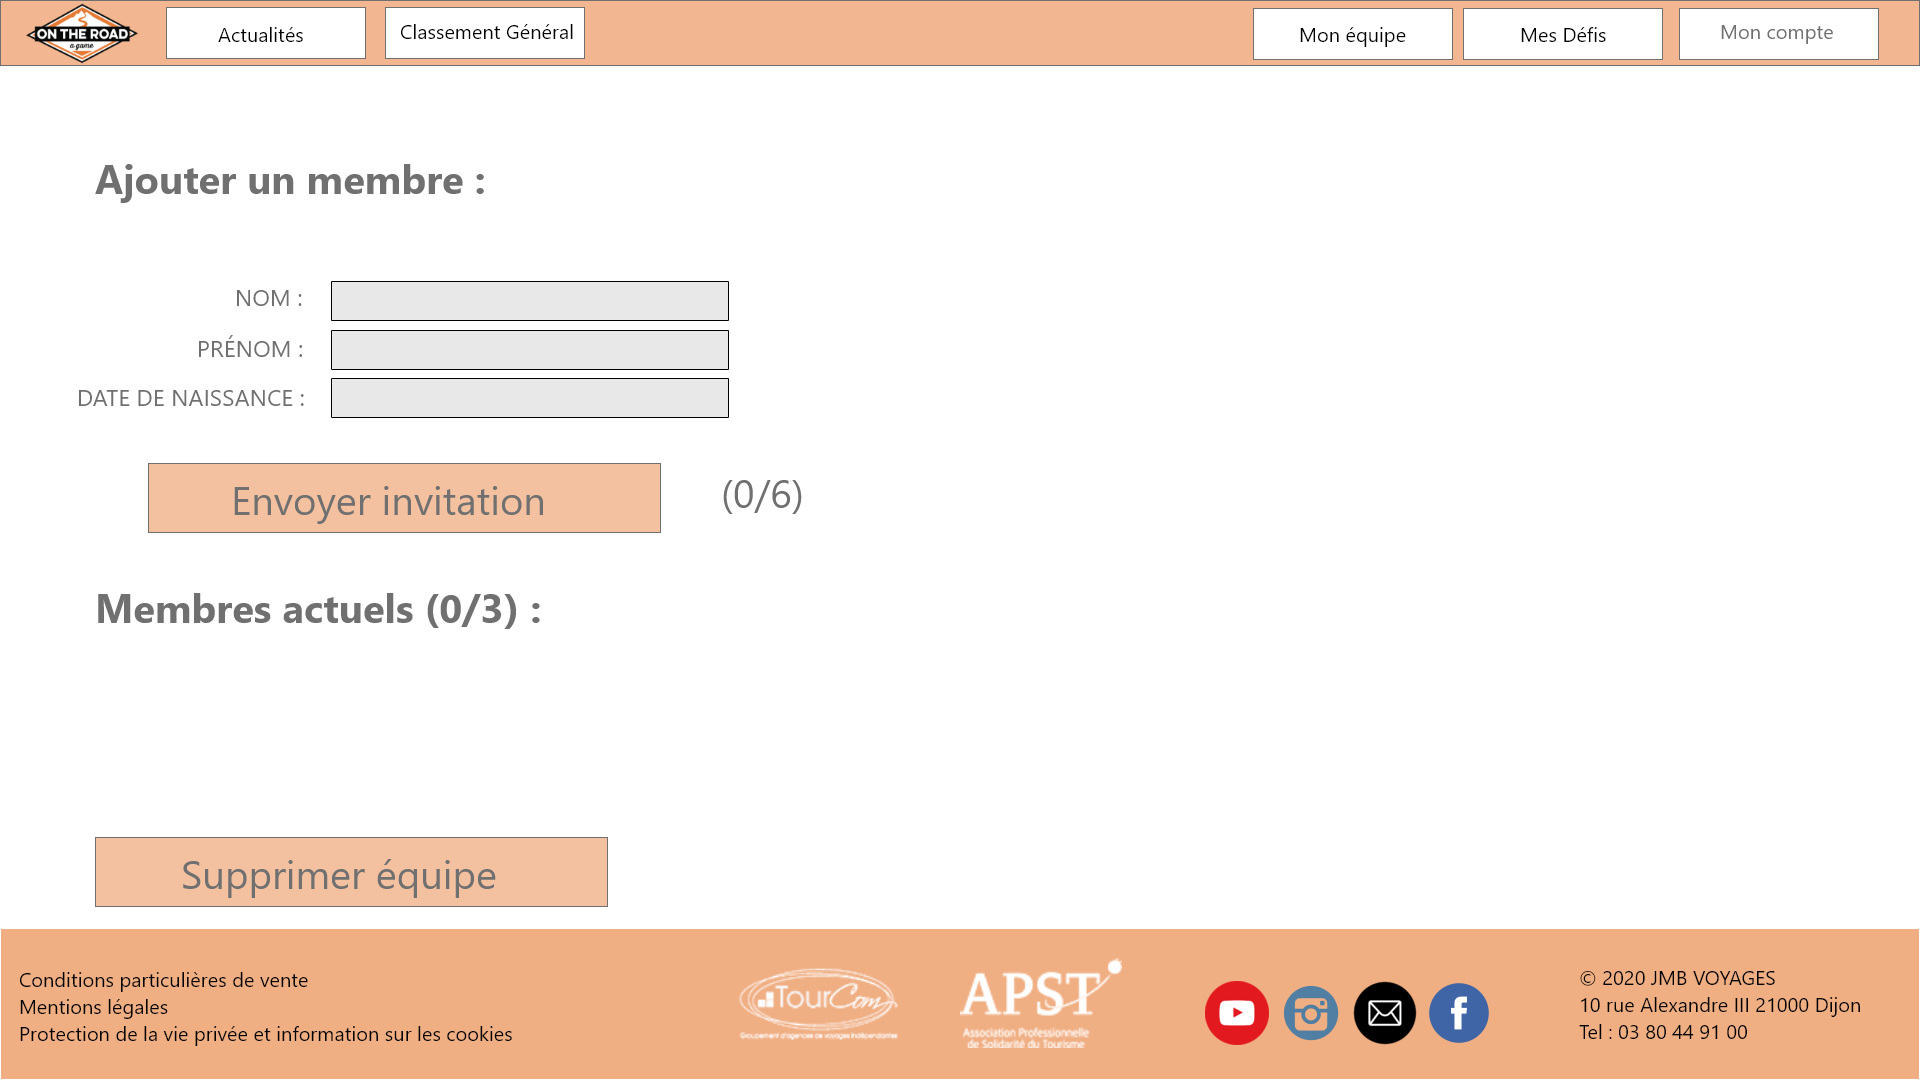 ON THE ROAD
a game
Actualités
Classement Général
Mon équipe
Mes Défis
Mon compte
Ajouter un membre :
NOM :
PRÉNOM :
DATE DE NAISSANCE :
Envoyer invitation
(0/6)
Membres actuels (0/3) :
Supprimer équipe
Conditions particulières de vente
Mentions légales
Protection de la vie privée et information sur les cookies
TourCom
Groupement d'agences de voyages indépendantes
APST
Association Professionnelle
de Solidarité du Tourisme
© 2020 JMB VOYAGES
10 rue Alexandre III 21000 Dijon
Tel : 03 80 44 91 00